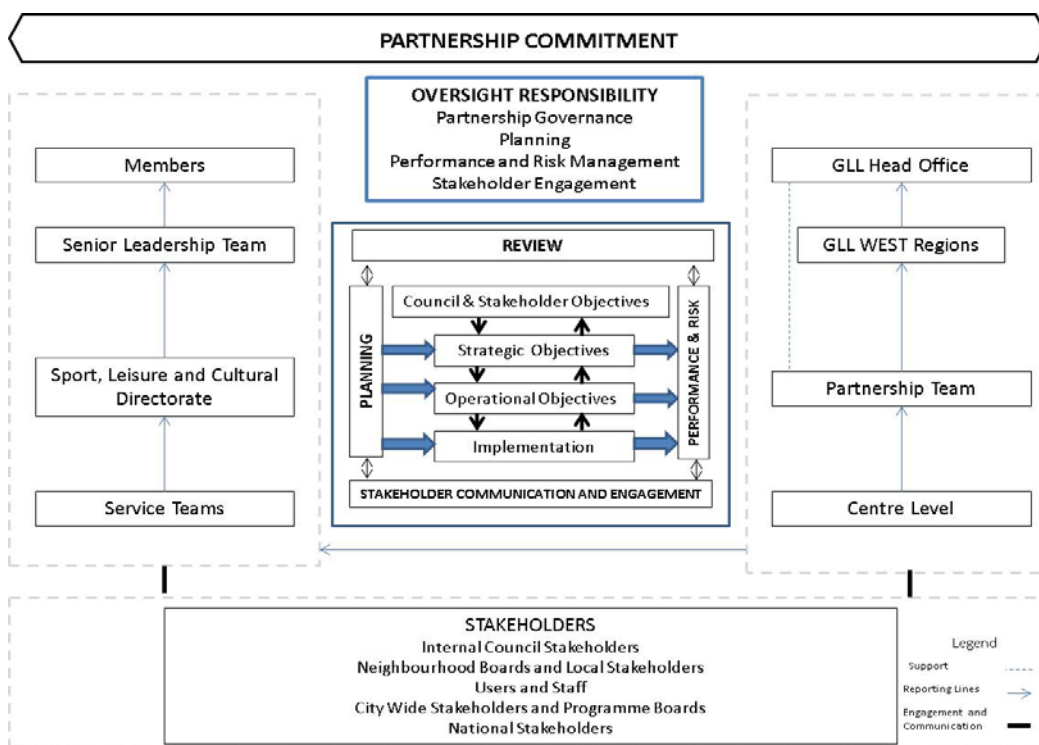 PARTNERSHIP COMMITMENT
OVERSIGHT RESPONSIBILITY
Partnership Governance
Planning
Performance and Risk Management
Stakeholder Engagement
Members
Senior Leadership Team
Sport, Leisure and Cultural
Directorate
Service Teams
REVIEW
PLANNING
Council & Stakeholder Objectives
Strategic Objectives
Operational Objectives
Implementation
PERFORMANCE & RISK
STAKEHOLDER COMMUNICATION AND ENGAGEMENT
GLL Head Office
GLL WEST Regions
Partnership Team
Centre Level
STAKEHOLDERS
Internal Council Stakeholders
Neighbourhood Boards and Local Stakeholders
Users and Staff
City Wide Stakeholders and Programme Boards
National Stakeholders
Legend
Support
Reporting Lines
Engagement and
Communication